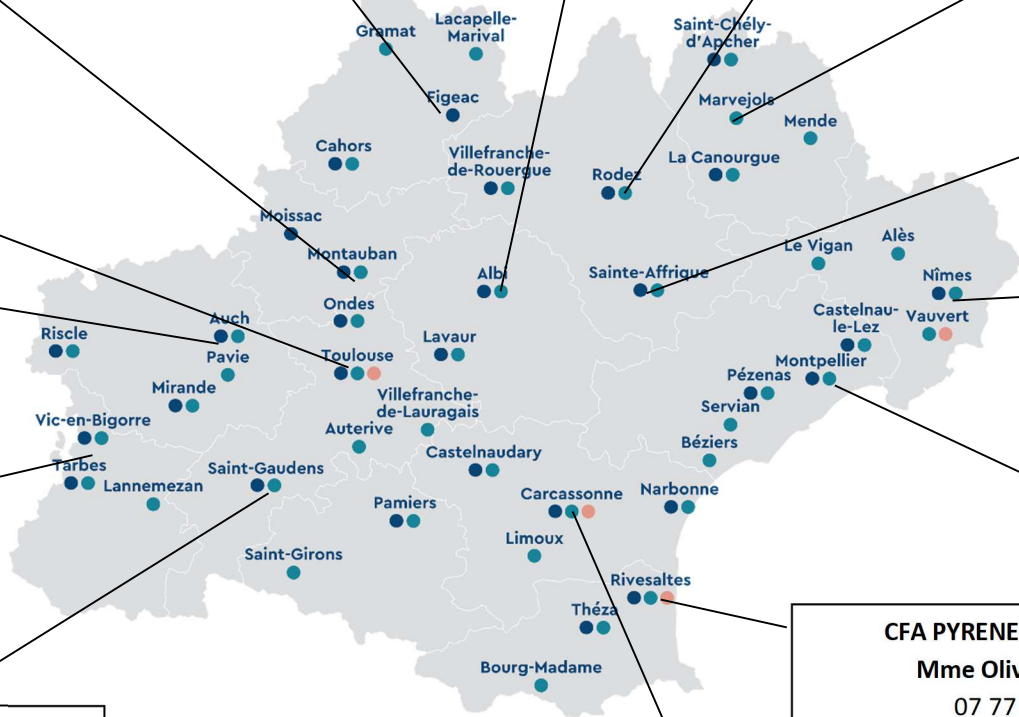 Lacapelle-
Marival
Gramat
Saint-Chély-
d'Apcher
Figeac
Marvejols
Mende
Cahors
Villefranche-
de-Rouergue
La Canourgue
Rodez
Moissac
Montauban
Albi
Sainte-Affrique
Le Vigan
Alès
Nîmes
Ondes
Castelnau-
le-Lez
Vauvert
Auch
Riscle
Lavaur
Pavie
Toulouse
Montpellier
Pézenas
Mirande
Villefranche-
de-Lauragais
Servian
Vic-en-Bigorre
Auterive
Béziers
Castelnaudary
Tarbes
Saint-Gaudens
Lannemezan
Pamiers
Carcassonne
Narbonne
Limoux
Saint-Girons
Rivesaltes
Théza
Bourg-Madame
CFA PYRENE
Mme Oliv
07 77